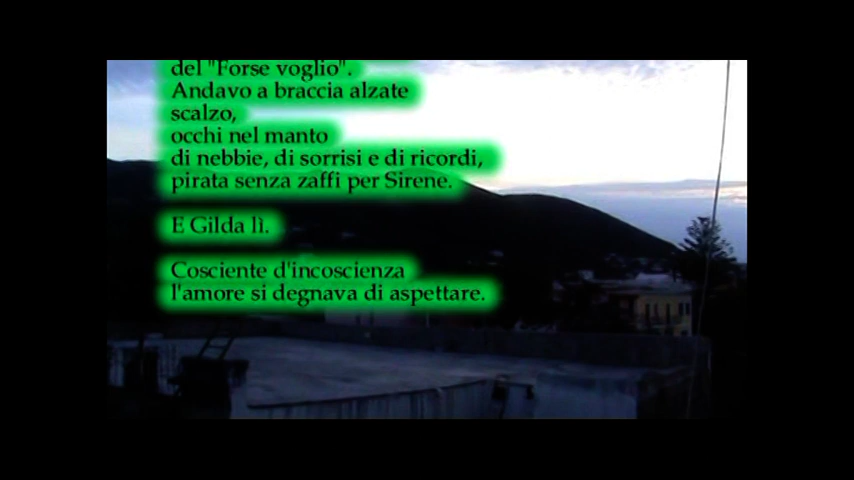 del "Forse voglio".
Andavo a braccia alzate
scalzo,
occhi nel manto
di nebbie, di sorrisi e di ricordi,
pirata senza zaffi per Sirene.
E Gilda lì.
Cosciente d'incoscienza
l'amore si degnava di aspettare.